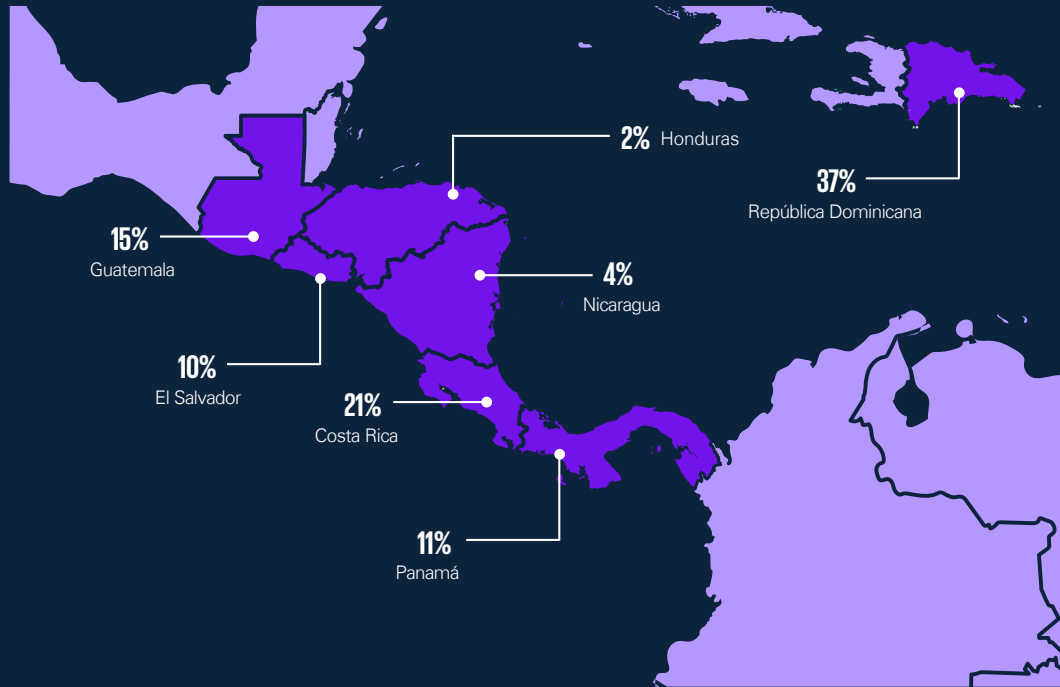 2% Honduras
37%
República Dominicana
15%
Guatemala
4%
Nicaragua
10%
El Salvador
21%
Costa Rica
11%
Panamá